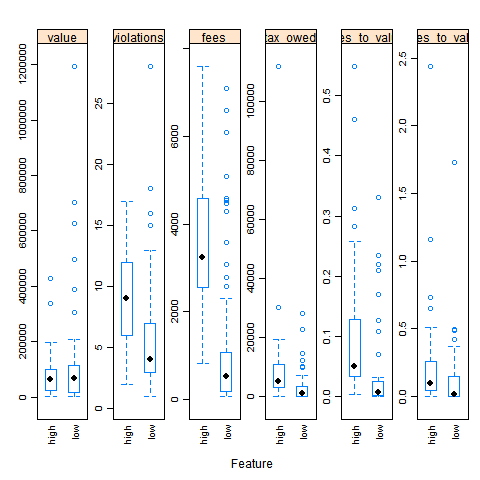 value violations fees tax_owed es_to_val es_to_val
0 200000 400000 600000 800000 1000000 1200000
0 5 10 15 20 25
0 2000 4000 6000
0 20000 40000 60000 80000 100000
0.0 0.1 0.2 0.3 0.4 0.5
0.0 0.5 1.0 1.5 2.0 2.5
high low high low high low high low high low high low
Feature